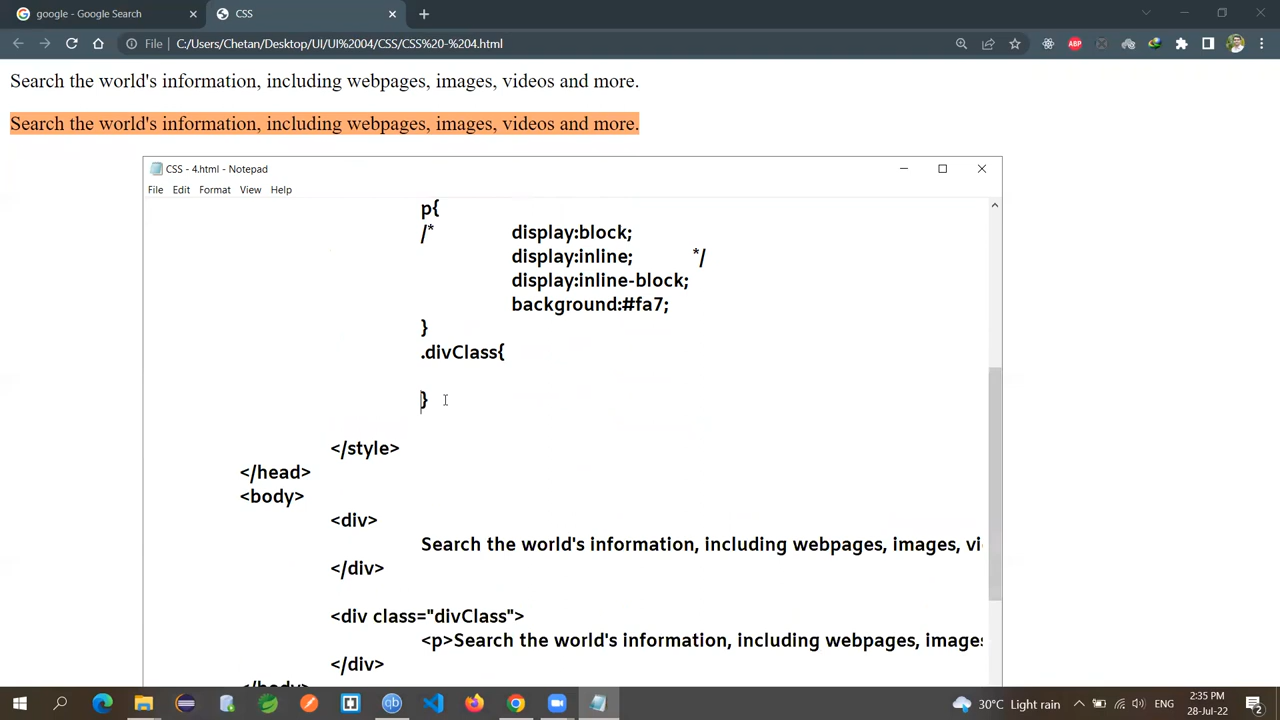 google - Google Search
CSS
File
C:/Users/Chetan/Desktop/UI/UI%2004/CSS/CSS%20-%204.html
ABP
Search the world's information, including webpages, images, videos and more.
Search the world's information, including webpages, images, videos and more.
CSS - 4.html - Notepad
File Edit Format View Help
p{
/* display:block;
display:inline; */
display:inline-block;
background:#fa7;
}
.divClass{
}
</style>
</head>
<body>
<div>
Search the world's information, including webpages, images, vi
</div>
<div class="divClass">
<p>Search the world's information, including webpages, images
</div>
</body>
qb
30°C Light rain
ENG
2:35 PM
28-Jul-22
2